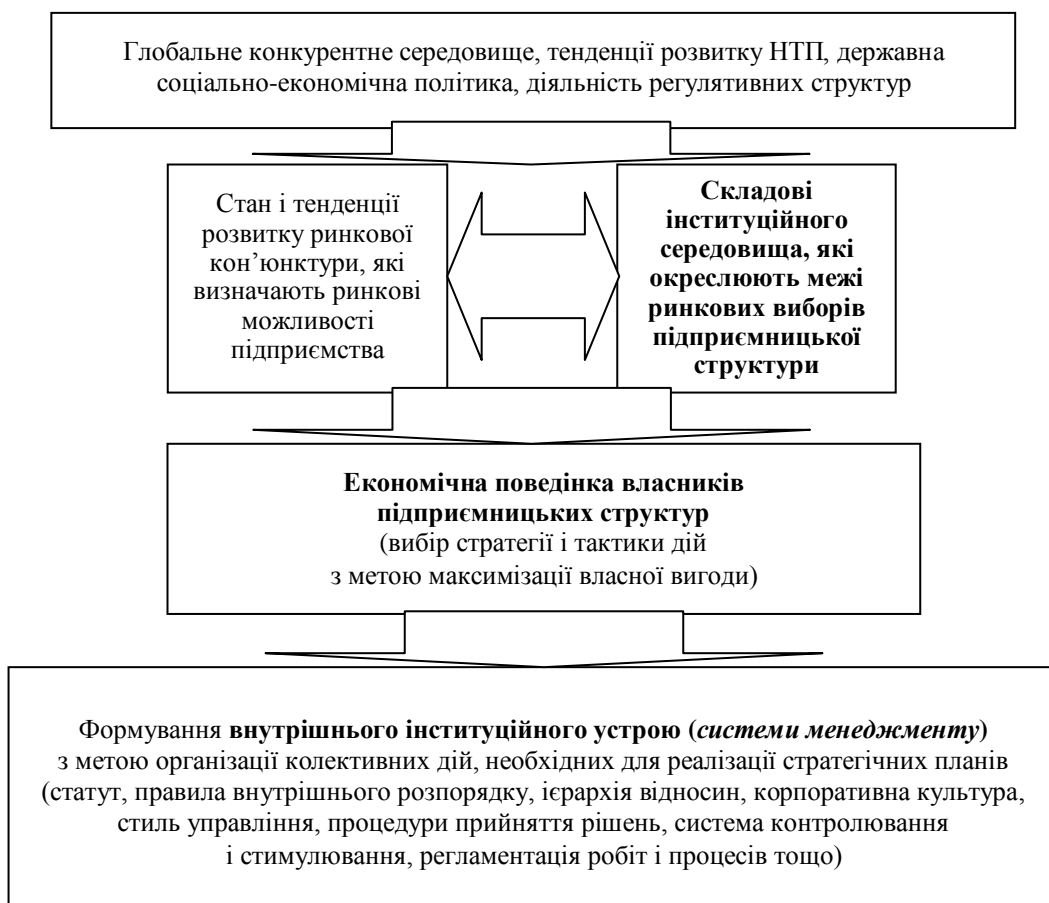 Глобальне конкурентне середовище, тенденції розвитку НТП, державна
соціально-економічна політика, діяльність регулятивних структур
Стан і тенденції
розвитку ринкової
кон’юнктури, які
визначають ринкові
можливості
підприємства
Складові
інституційного
середовища, які
окреслюють межі
ринкових виборів
підприємницької
структури
Економічна поведінка власників
підприємницьких структур
(вибір стратегії і тактики дій
з метою максимізації власної вигоди)
Формування внутрішнього інституційного устрою (системи менеджменту)
з метою організації колективних дій, необхідних для реалізації стратегічних планів
(статут, правила внутрішнього розпорядку, ієрархія відносин, корпоративна культура,
стиль управління, процедури прийняття рішень, система контролювання
і стимулювання, регламентація робіт і процесів тощо)